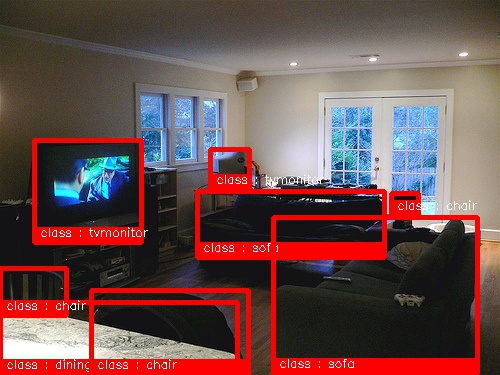 class : tvmonitor
class : chair
class : tvmonitor
class : sofa
class : chair
class : dining
class : chair
class : sofa